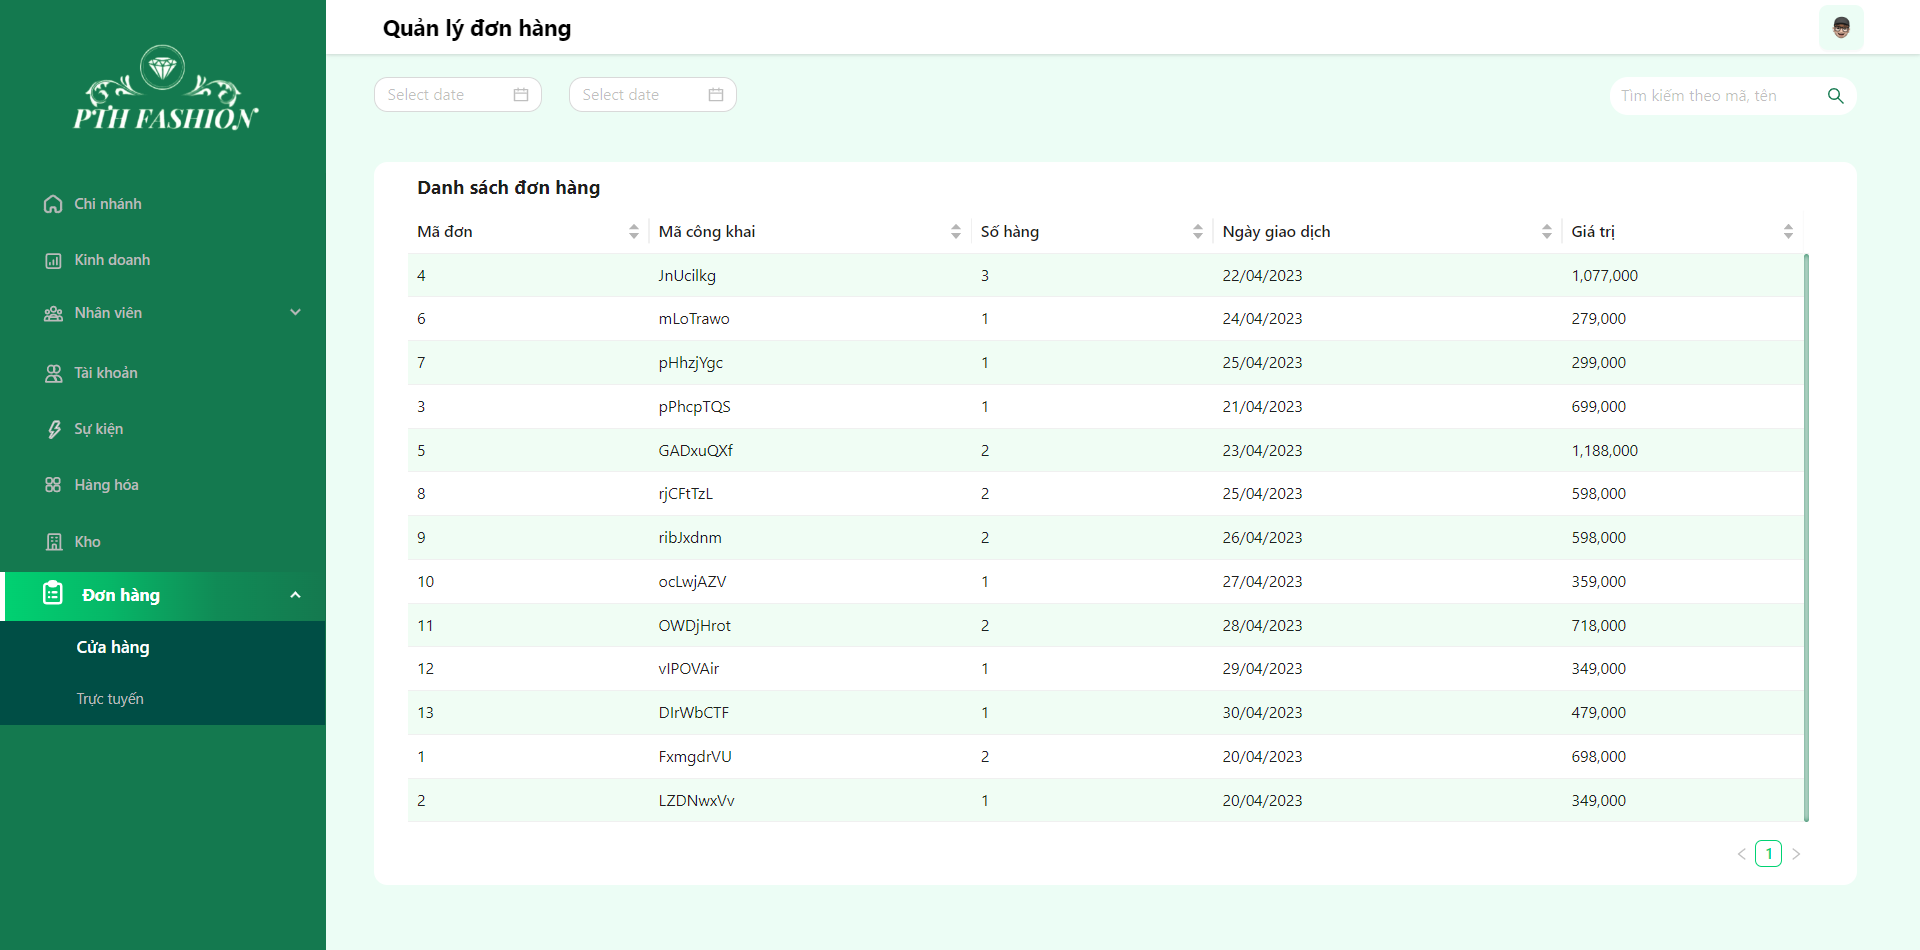 PTH FASHION
Chi nhánh
Kinh doanh
Nhân viên
Tài khoản
Sự kiện
Hàng hóa
Kho
Đơn hàng
Cửa hàng
Trực tuyến
Quản lý đơn hàng
Select date Select date Tìm kiếm theo mã, tên
Danh sách đơn hàng
Mã đơn Mã công khai Số hàng Ngày giao dịch Giá trị
4 JnUcilkg 3 22/04/2023 1,077,000
6 mLoTrawo 1 24/04/2023 279,000
7 pHhzjYgc 1 25/04/2023 299,000
3 pPhcpTQS 1 21/04/2023 699,000
5 GADxuQXf 2 23/04/2023 1,188,000
8 rjCFtTzL 2 25/04/2023 598,000
9 ribJxdnm 2 26/04/2023 598,000
10 ocLwjAZV 1 27/04/2023 359,000
11 OWDjHrot 2 28/04/2023 718,000
12 vIPOVAir 1 29/04/2023 349,000
13 DIrWbCTF 1 30/04/2023 479,000
1 FxmgdrVU 2 20/04/2023 698,000
2 LZDNwxVv 1 20/04/2023 349,000
< 1 >